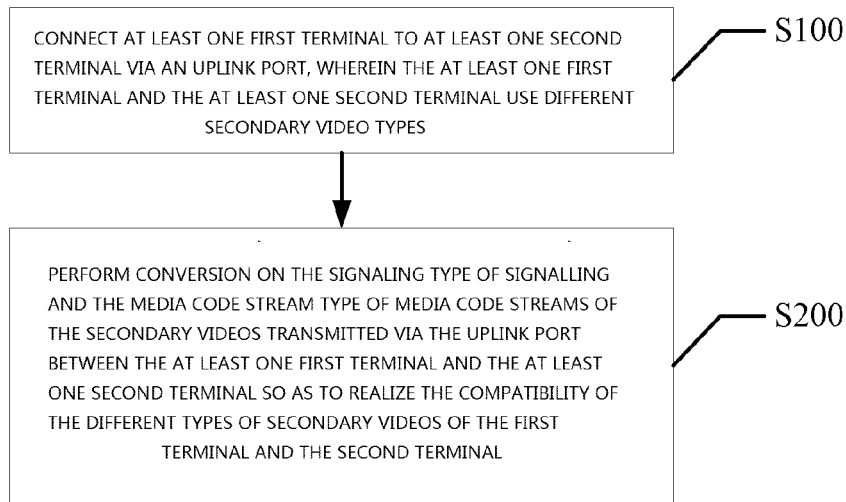 CONNECT AT LEAST ONE FIRST TERMINAL TO AT LEAST ONE SECOND
TERMINAL VIA AN UPLINK PORT, WHEREIN THE AT LEAST ONE FIRST
TERMINAL AND THE AT LEAST ONE SECOND TERMINAL USE DIFFERENT
SECONDARY VIDEO TYPES
S100
PERFORM CONVERSION ON THE SIGNALING TYPE OF SIGNALLING
AND THE MEDIA CODE STREAM TYPE OF MEDIA CODE STREAMS OF
THE SECONDARY VIDEOS TRANSMITTED VIA THE UPLINK PORT
BETWEEN THE AT LEAST ONE FIRST TERMINAL AND THE AT LEAST
ONE SECOND TERMINAL SO AS TO REALIZE THE COMPATIBILITY OF
THE DIFFERENT TYPES OF SECONDARY VIDEOS OF THE FIRST
TERMINAL AND THE SECOND TERMINAL
S200